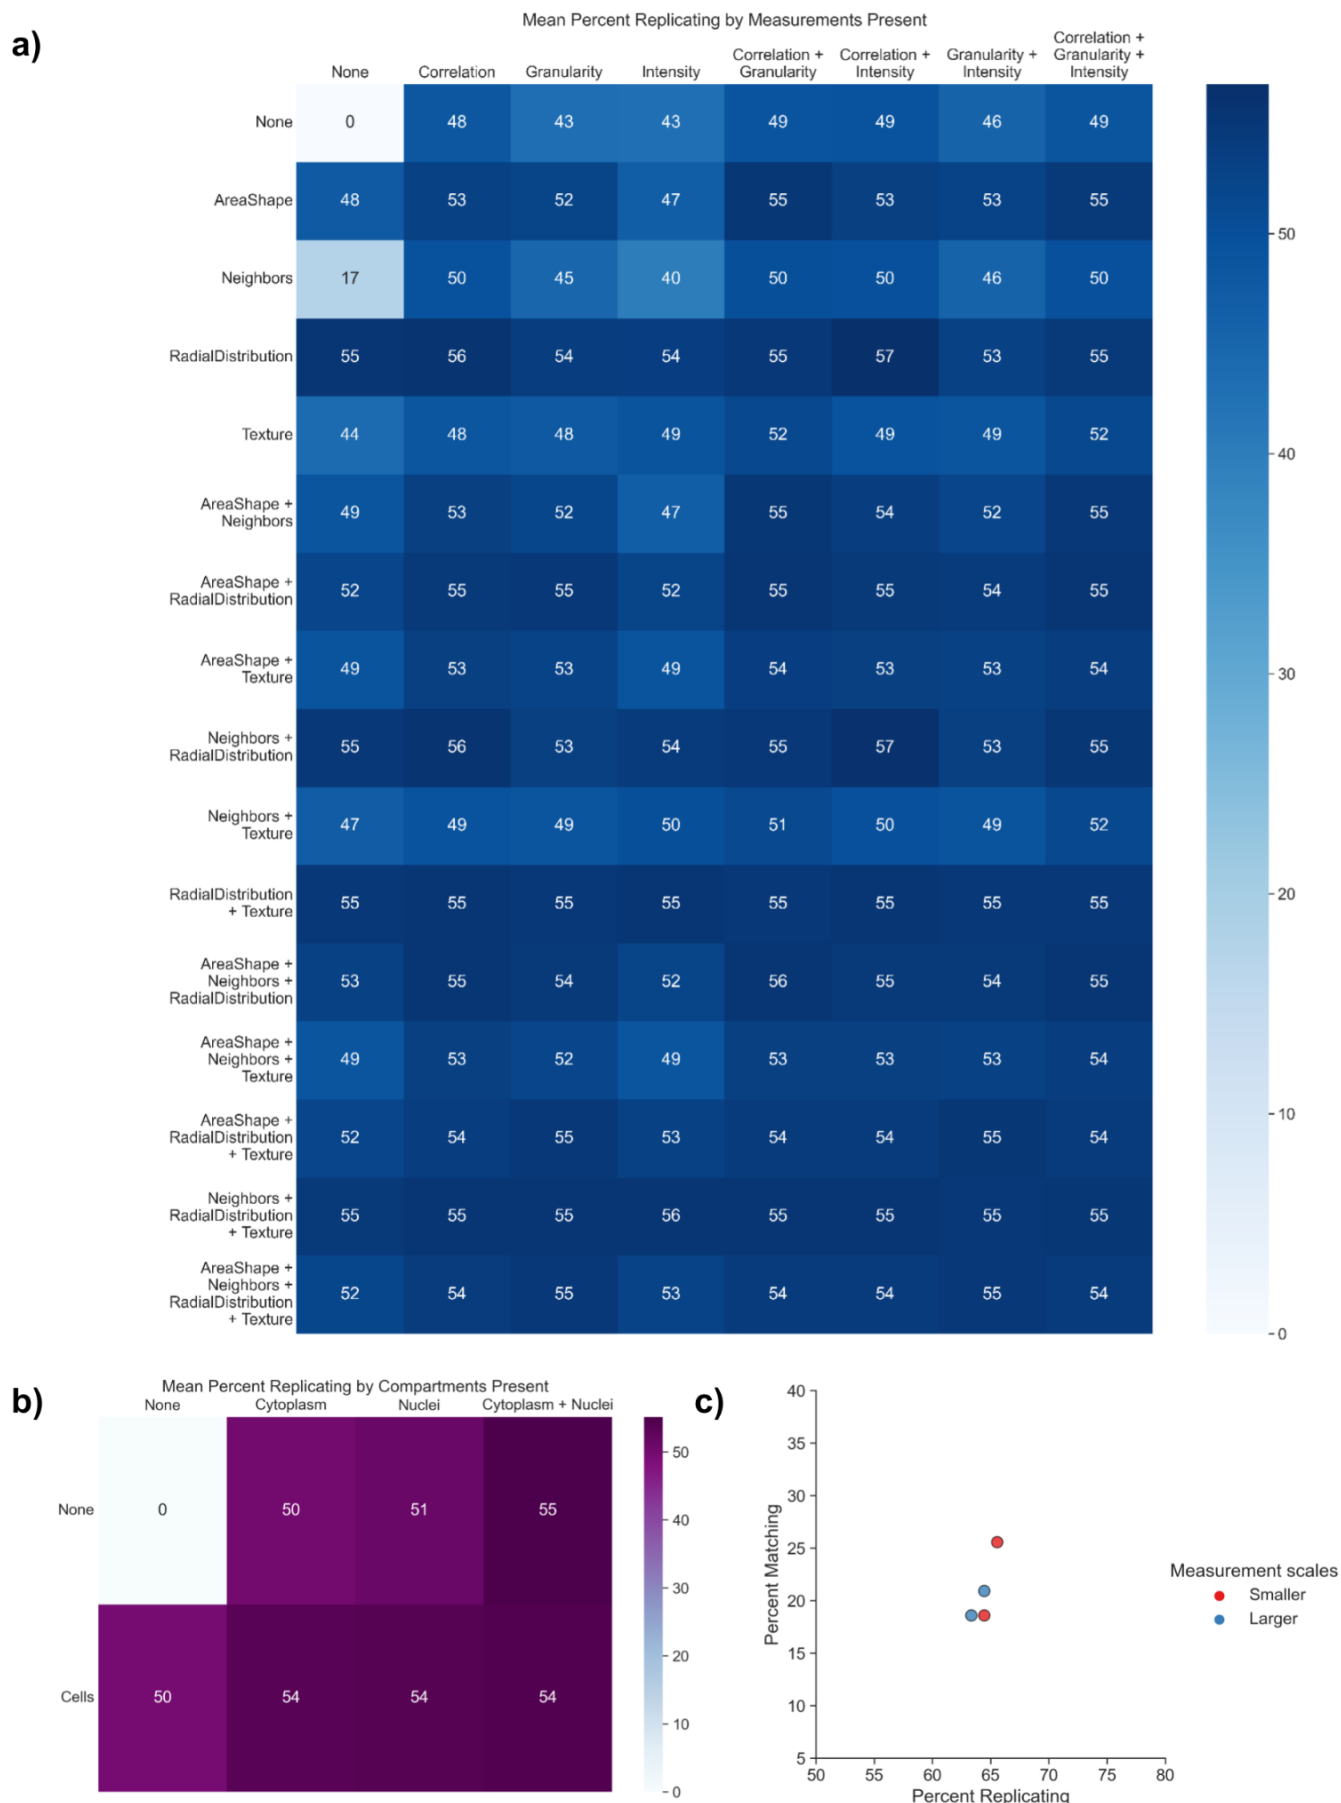 a)
Mean Percent Replicating by Measurements Present
None
Correlation
Granularity
Intensity
Correlation +
Granularity
Correlation +
Intensity
Granularity +
Intensity
Correlation +
Granularity +
Intensity
None
0 48 43 43 49 49 46 49
AreaShape
48 53 52 47 55 53 53 55
Neighbors
17 50 45 40 50 50 46 50
RadialDistribution
55 56 54 54 55 57 53 55
Texture
44 48 48 49 52 49 49 52
AreaShape +
Neighbors
49 53 52 47 55 54 52 55
AreaShape +
RadialDistribution
52 55 55 52 55 55 54 55
AreaShape +
Texture
49 53 53 49 54 53 53 54
Neighbors +
RadialDistribution
55 56 53 54 55 57 53 55
Neighbors +
Texture
47 49 49 50 51 50 49 52
RadialDistribution
+ Texture
55 55 55 55 55 55 55 55
AreaShape +
Neighbors +
RadialDistribution
53 55 54 52 56 55 54 55
AreaShape +
Neighbors +
Texture
49 53 52 49 53 53 53 54
AreaShape +
RadialDistribution
+ Texture
52 54 55 53 54 54 55 54
Neighbors +
RadialDistribution
+ Texture
55 55 55 56 55 55 55 55
AreaShape +
Neighbors +
RadialDistribution
+ Texture
52 54 55 53 54 54 55 54
50
40
30
20
10
0
b)
Mean Percent Replicating by Compartments Present
None Cytoplasm Nuclei Cytoplasm + Nuclei
None
0 50 51 55
Cells
50 54 54 54
50
40
30
20
10
0
c)
Percent Matching
40
35
30
25
20
15
10
5
50 55 60 65 70 75 80
Percent Replicating
Measurement scales
Smaller
Larger